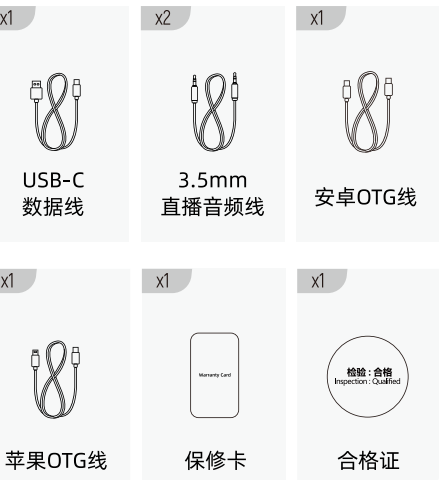 x1
x2
x1
USB-C
数据线
3.5mm
直播音频线
安卓OTG线
x1
x1
x1
Warranty Card
检验：合格
Inspection : Qualified
苹果OTG线
保修卡
合格证